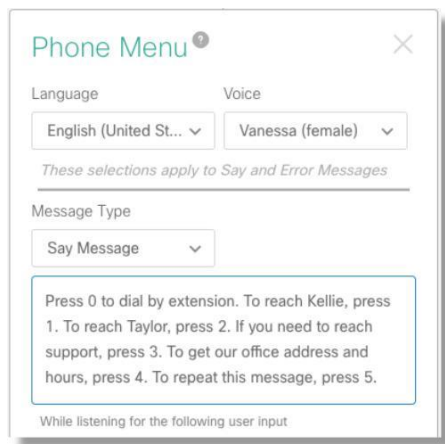 Phone Menu ?
Language Voice
English (United St... Vanessa (female)
These selections apply to Say and Error Messages
Message Type
Say Message
Press 0 to dial by extension. To reach Kellie, press
1. To reach Taylor, press 2. If you need to reach
support, press 3. To get our office address and
hours, press 4. To repeat this message, press 5.
While listening for the following user input